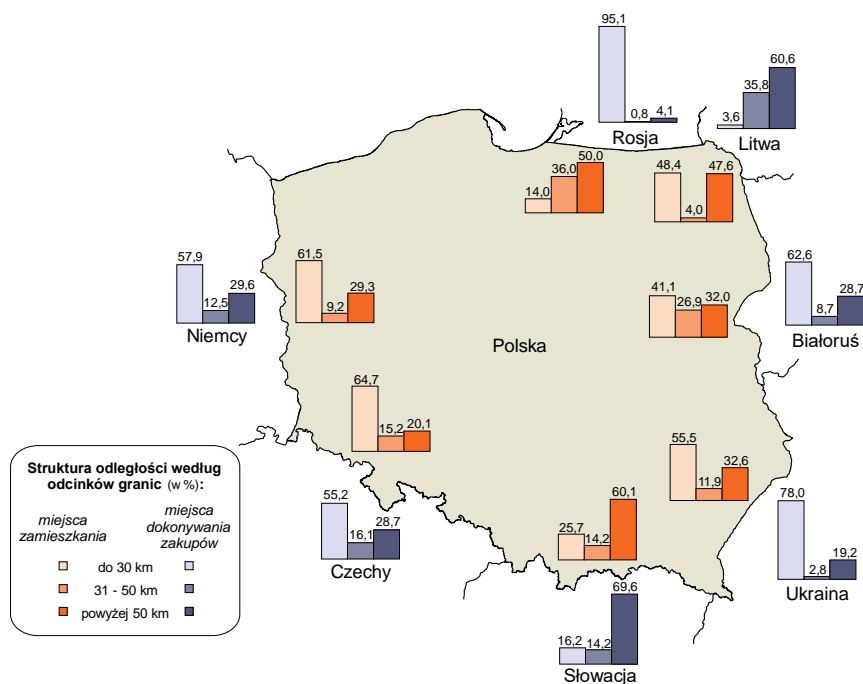 95,1
0,8
4,1
Rosja
3,6
35,8
60,6
Litwa
14,0
36,0
50,0
48,4
4,0
47,6
57,9
12,5
29,6
Niemcy
61,5
9,2
29,3
41,1
26,9
32,0
62,6
8,7
28,7
Białoruś
Polska
64,7
15,2
20,1
55,5
11,9
32,6
55,2
16,1
28,7
Czechy
25,7
14,2
60,1
78,0
2,8
19,2
Ukraina
16,2
14,2
69,6
Słowacja
Struktura odległości według
odcinków granic (w %):
miejsca
zamieszkania
miejsca
dokonywania
zakupów
do 30 km
31 - 50 km
powyżej 50 km